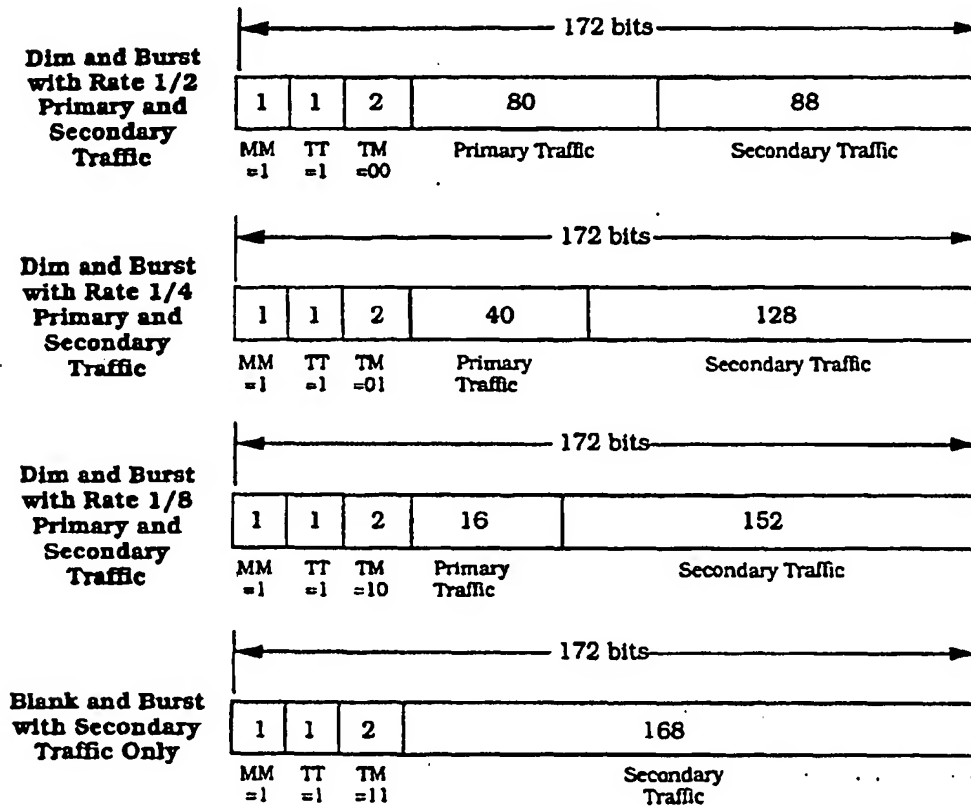 172 bits
Dim and Burst
with Rate 1/2
Primary and
Secondary
Traffic
1 1 2 80 88
MM TT TM Primary Traffic Secondary Traffic
=1 =1 =00
172 bits
Dim and Burst
with Rate 1/4
Primary and
Secondary
Traffic
1 1 2 40 128
MM TT TM Primary Secondary Traffic
=1 =1 =01 Traffic
172 bits
Dim and Burst
with Rate 1/8
Primary and
Secondary
Traffic
1 1 2 16 152
MM TT TM Primary Secondary Traffic
=1 =1 =10 Traffic
172 bits
Blank and Burst
with Secondary
Traffic Only
1 1 2 168
MM TT TM Secondary
=1 =1 =11 Traffic